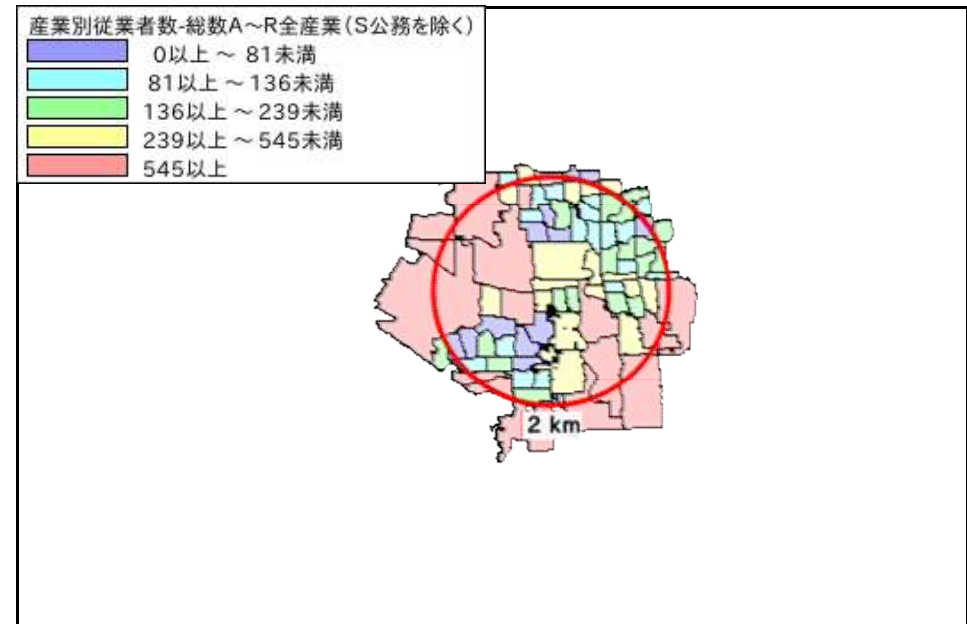 産業別従業者数-総数A～R全産業(S公務を除く)
0以上 ～ 81未満
81以上 ～ 136未満
136以上 ～ 239未満
239以上 ～ 545未満
545以上
2 km